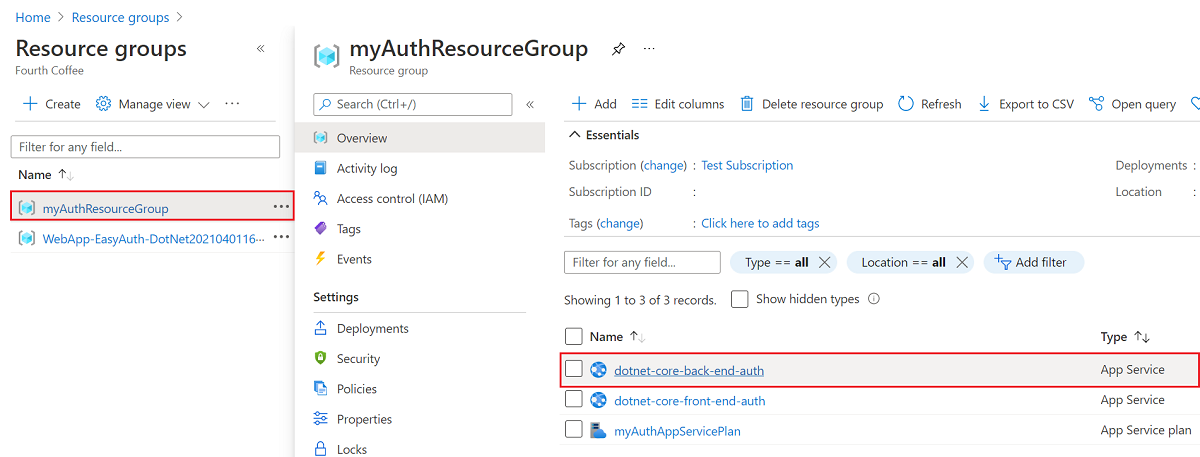 Home > Resource groups >
Resource groups «
Fourth Coffee
+ Create Manage view ...
Filter for any field...
Name ↑↓
myAuthResourceGroup ...
WebApp-EasyAuth-DotNet2021040116... ...
myAuthResourceGroup ...
Resource group
Search (Ctrl+/) «
Overview
Activity log
Access control (IAM)
Tags
Events
Settings
Deployments
Security
Policies
Properties
Locks
+ Add Edit columns Delete resource group Refresh Export to CSV Open query
Essentials
Subscription (change) : Test Subscription Deployments :
Subscription ID : Location :
Tags (change) : Click here to add tags
Filter for any field... Type == all × Location == all × Add filter
Showing 1 to 3 of 3 records. Show hidden types
Name ↑↓ Type ↑↓
dotnet-core-back-end-auth App Service
dotnet-core-front-end-auth App Service
myAuthAppServicePlan App Service plan